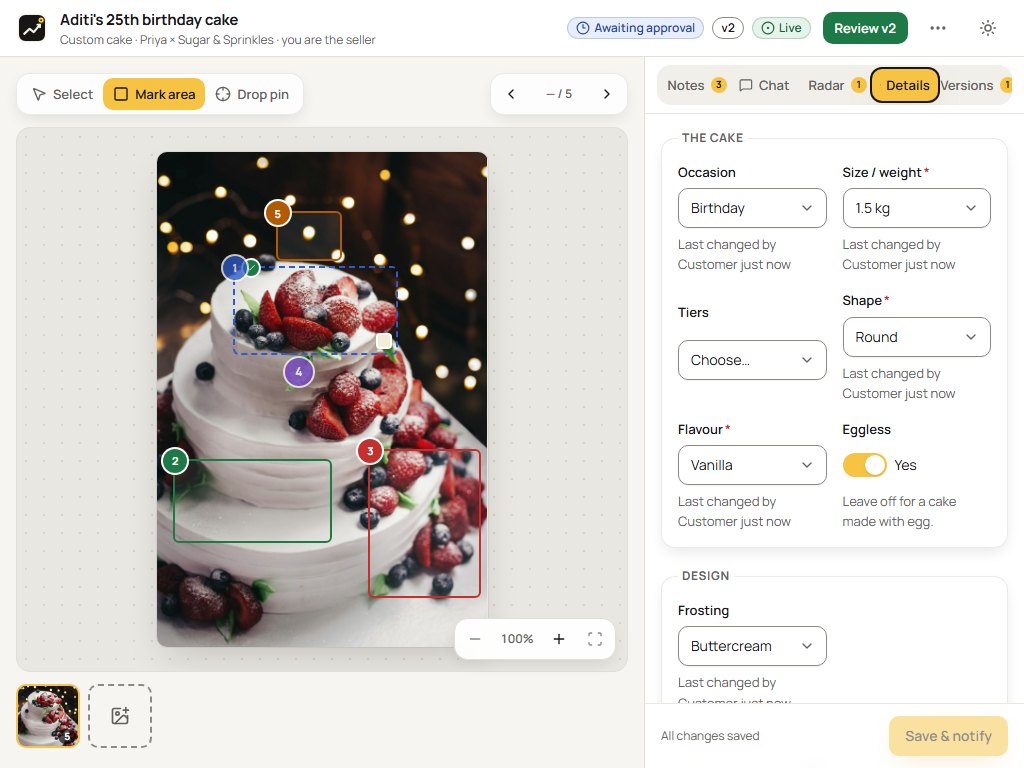 Aditi's 25th birthday cake
Custom cake · Priya × Sugar & Sprinkles · you are the seller
Awaiting approval
v2
Live
Review v2
Select
Mark area
Drop pin
– / 5
Notes 3
Chat
Radar 1
Details
Versions 1
THE CAKE
Occasion
Size / weight *
Birthday
1.5 kg
Last changed by
Customer just now
Last changed by
Customer just now
Tiers
Shape *
Choose…
Round
Last changed by
Customer just now
Flavour *
Eggless
Vanilla
Yes
Last changed by
Customer just now
Leave off for a cake
made with egg.
DESIGN
Frosting
Buttercream
Last changed by
Customer just now
5
1
4
3
2
100%
5
All changes saved
Save & notify